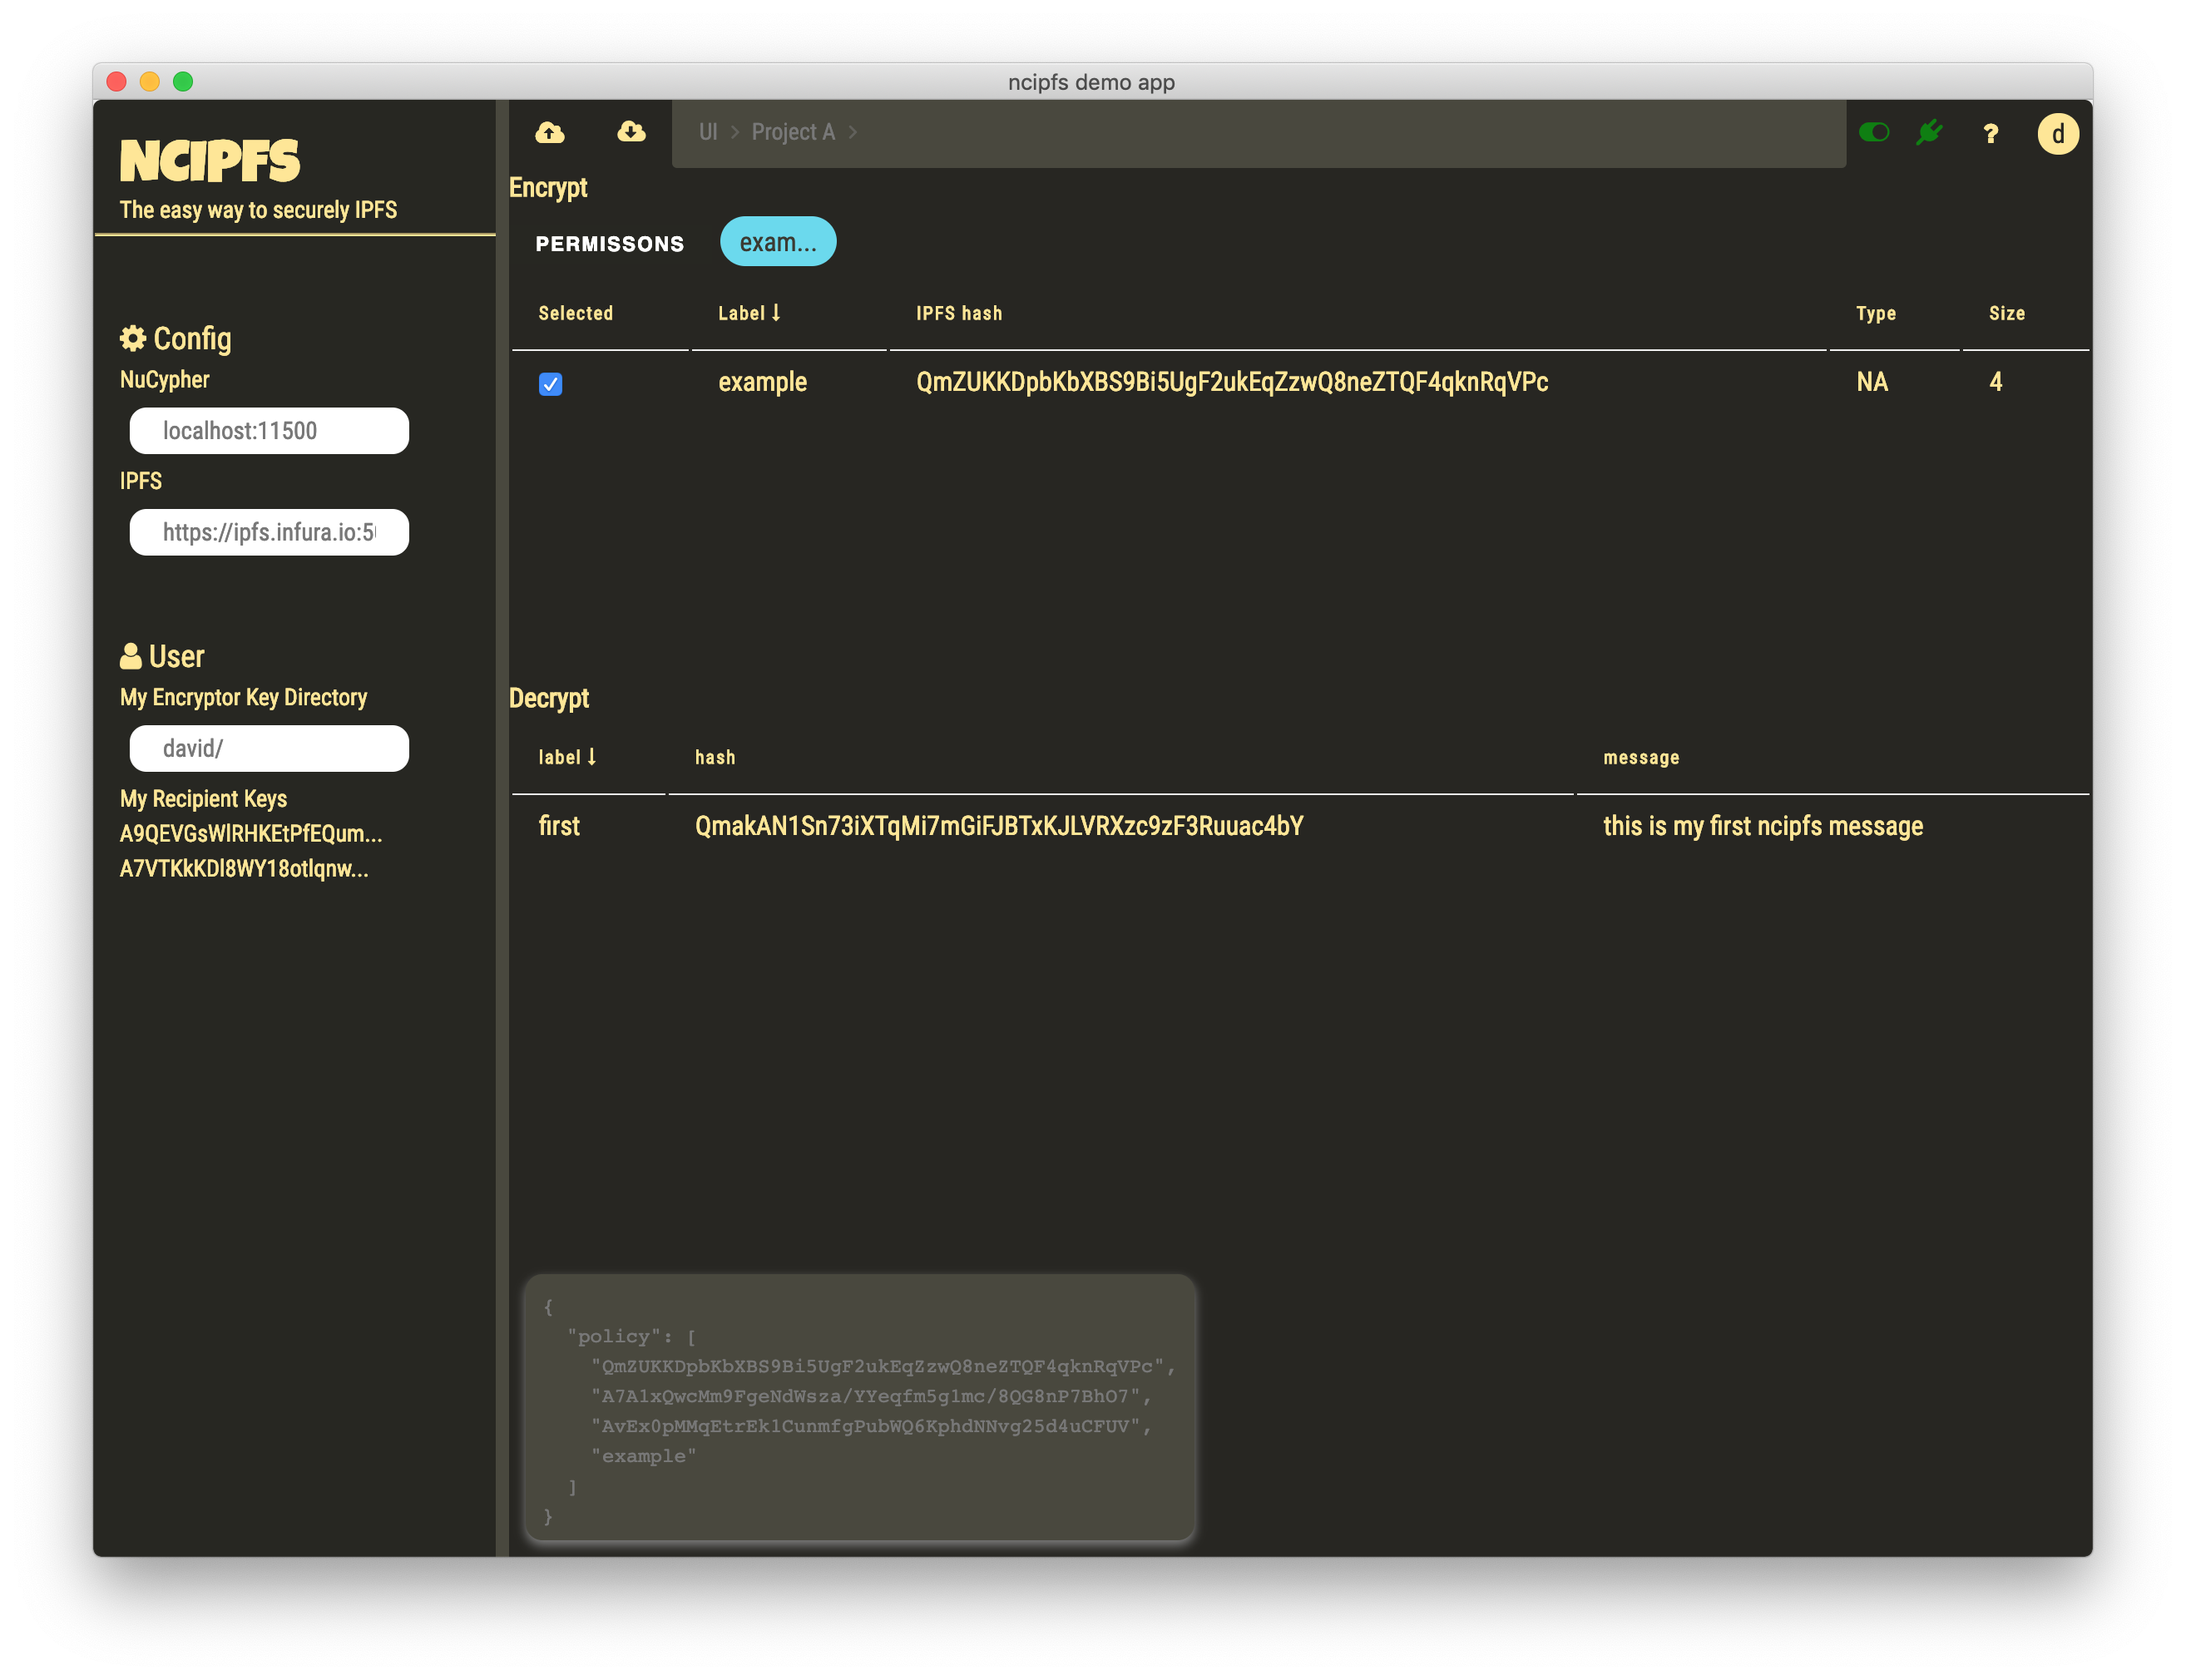 ncipfs demo app
NCIPFS
The easy way to securely IPFS
Config
NuCypher
localhost:11500
IPFS
https://ipfs.infura.io:5
User
My Encryptor Key Directory
david/
My Recipient Keys
A9QEVGsWlRHKEtPfEQum...
A7VTKkKDl8WY18otlqnw...
UI > Project A >
? d
Encrypt
PERMISSONS exam...
Selected Label ↓ IPFS hash Type Size
example QmZUKKDpbKbXBS9Bi5UgF2ukEqZzwQ8neZTQF4qknRqVPc NA 4
Decrypt
label ↓ hash message
first QmakAN1Sn73iXTqMi7mGiFJBTxKJLVRXzc9zF3Ruuac4bY this is my first ncipfs message
{
"policy": [
"QmZUKKDpbKbXBS9Bi5UgF2ukEqZzwQ8neZTQF4qknRqVPc",
"A7A1xQwcMm9FgeNdWsza/YYeqfm5g1mc/8QG8nP7BhO7",
"AvEx0pMMqEtrEk1CunmfgPubWQ6KphdNNvg25d4uCFUV",
"example"
]
}